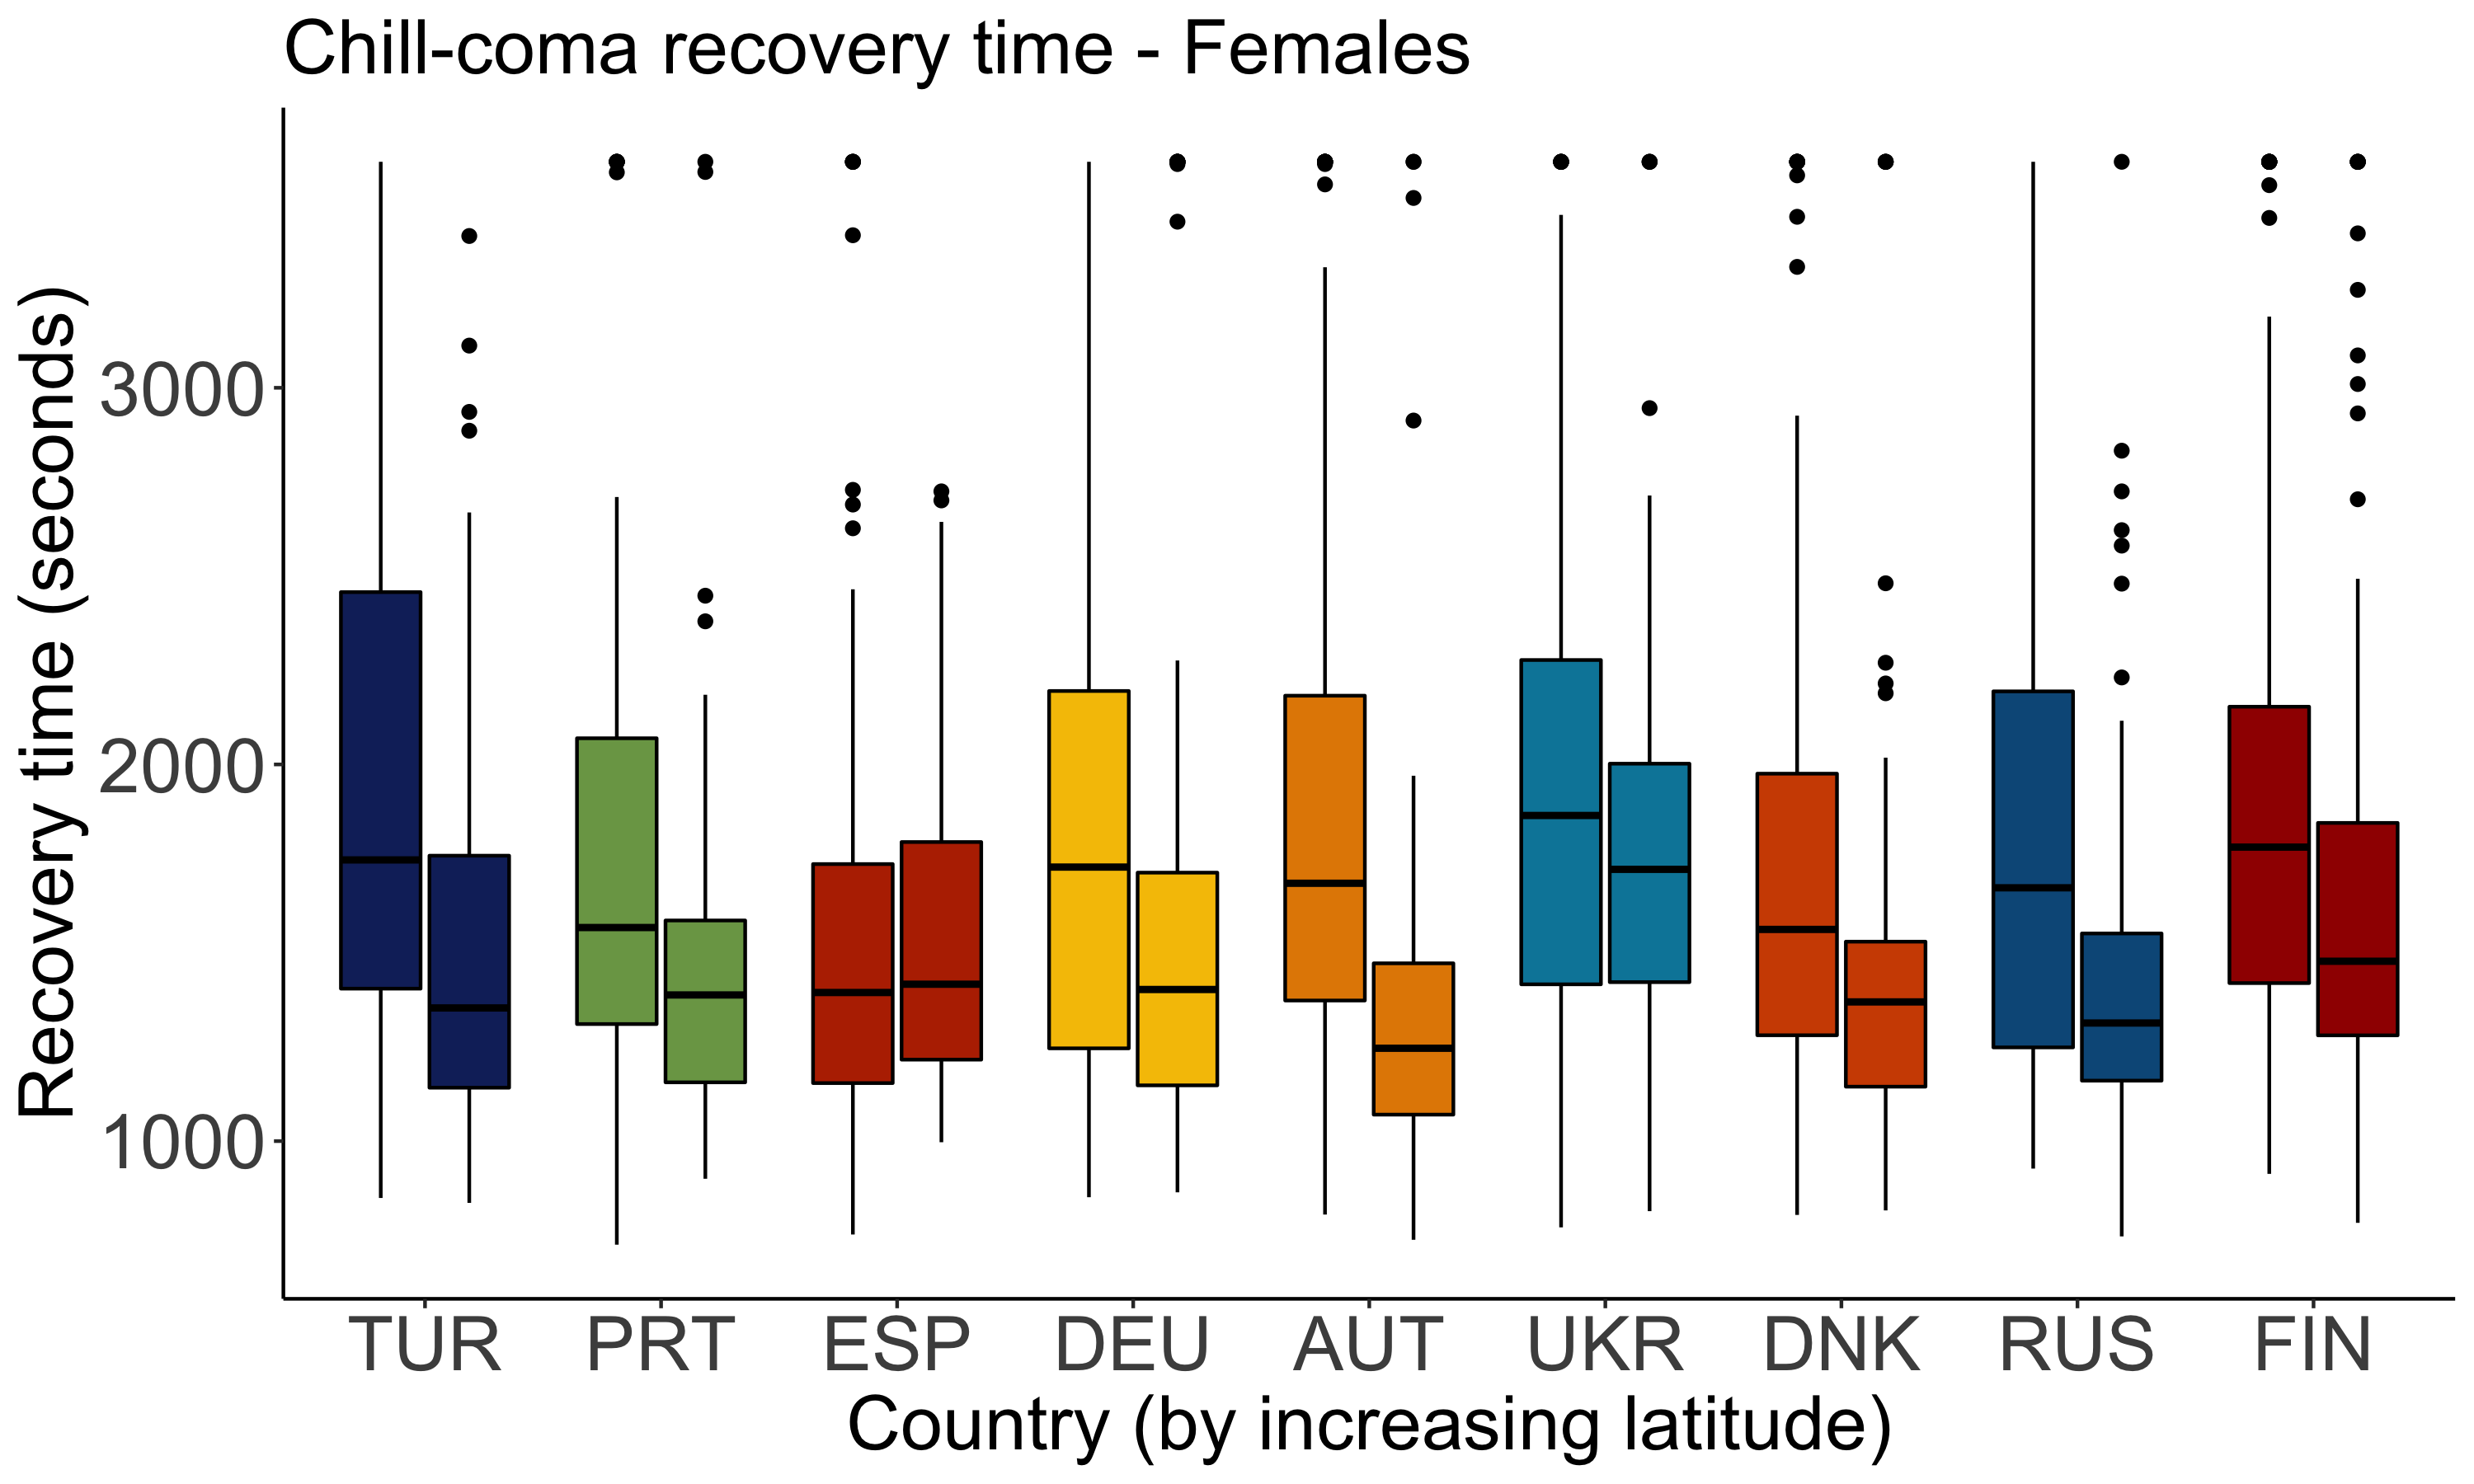 Chill-coma recovery time - Females
Recovery time (seconds)
3000
2000
1000
TUR PRT ESP DEU AUT UKR DNK RUS FIN
Country (by increasing latitude)